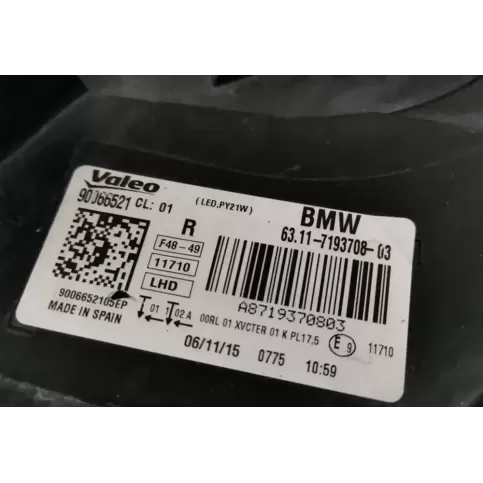 Valeo
90066521 CL: 01
(LED,PY21W)
BMW
63.11-7193708-03
R
F48-49
11710
LHD
A8719370803
9006652105EP
MADE IN SPAIN
01 1 02 A
00RL 01 XVCTER 01 K PL17,5
E9
11710
06/11/15 0775 10:59